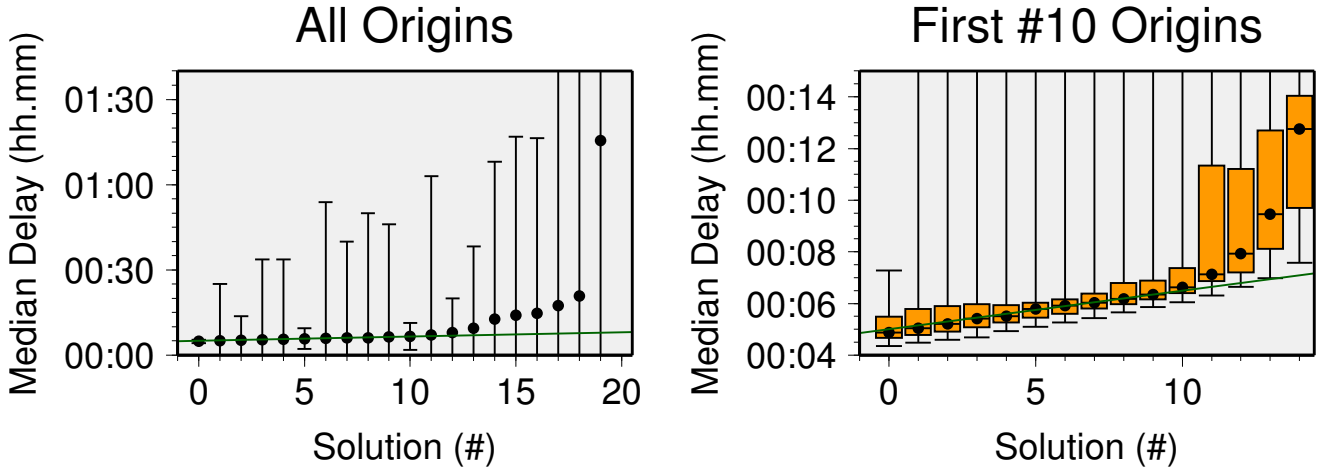 All Origins
Median Delay (hh.mm)
01:30
01:00
00:30
00:00
0 5 10 15 20
Solution (#)
First #10 Origins
Median Delay (hh.mm)
00:14
00:12
00:10
00:08
00:06
00:04
0 5 10
Solution (#)